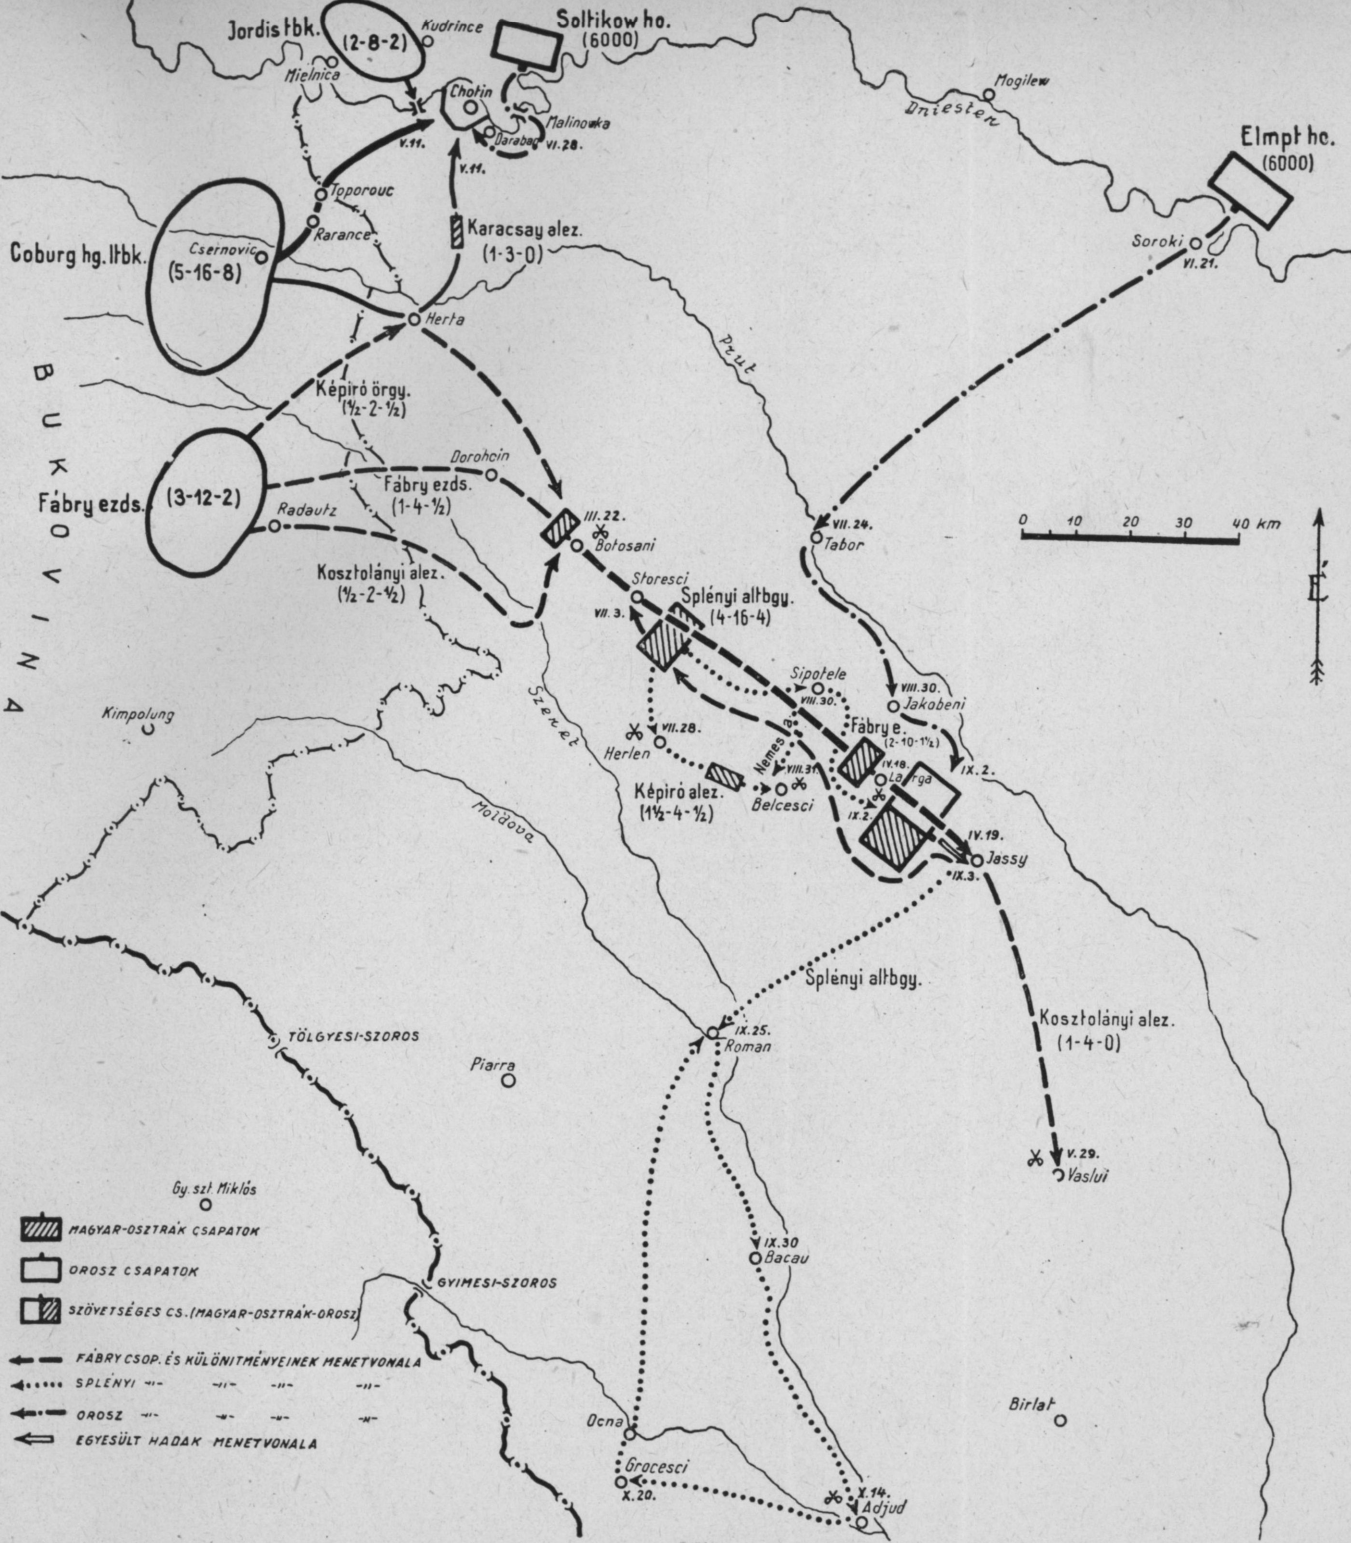 Jordis tbk.
(2-8-2)
Kudrince
Soltikow hc.
(6000)
Mielnica
Chotin
Malinowka
Darabag
VI.28.
V.11.
V.11.
Mogilew
Dniester
Elmpt hc.
(6000)
Soroki
VI.21.
Toporouc
Rarance
Karacsay alez.
(1-3-0)
Coburg hg. ltbk.
Csernovic
(5-16-8)
Herta
Prut
BUKOVINA
Képiró örgy.
(½-2-½)
Dorohoin
Fábry ezds.
(1-4-½)
Fábry ezds.
(3-12-2)
Radautz
III.22.
Botosani
VII.24.
Tabor
0 10 20 30 40 km
É
Kosztolányi alez.
(½-2-½)
Storesci
VII.3.
Splényi altbgy.
(4-16-4)
Sipotele
VIII.30.
VIII.30.
Jakobeni
Szeret
Kimpolung
VII.28.
Herlen
Nemes a.
Fábry e.
(2-10-1½)
IV.18.
Larga
IX.2.
VIII.31.
Belcesci
Képiró alez.
(1½-4-½)
IX.2.
IV.19.
Jassy
IX.3.
Moldova
Splényi altbgy.
IX.25.
Roman
Kosztolányi alez.
(1-4-0)
TÖLGYESI-SZOROS
Piarra
V.29.
Vaslui
Gy. szt. Miklós
MAGYAR-OSZTRÁK CSAPATOK
OROSZ CSAPATOK
SZÖVETSÉGES CS. (MAGYAR-OSZTRÁK-OROSZ)
GYIMESI-SZOROS
IX.30
Bacau
FÁBRY CSOP. ÉS KÜLÖNITMÉNYEINEK MENETVONALA
SPLÉNYI -"- -"- -"- -"-
OROSZ -"- -"- -"- -"-
EGYESÜLT HADAK MENETVONALA
Birlat
Ocna
Grocesci
X.20.
X.14.
Adjud